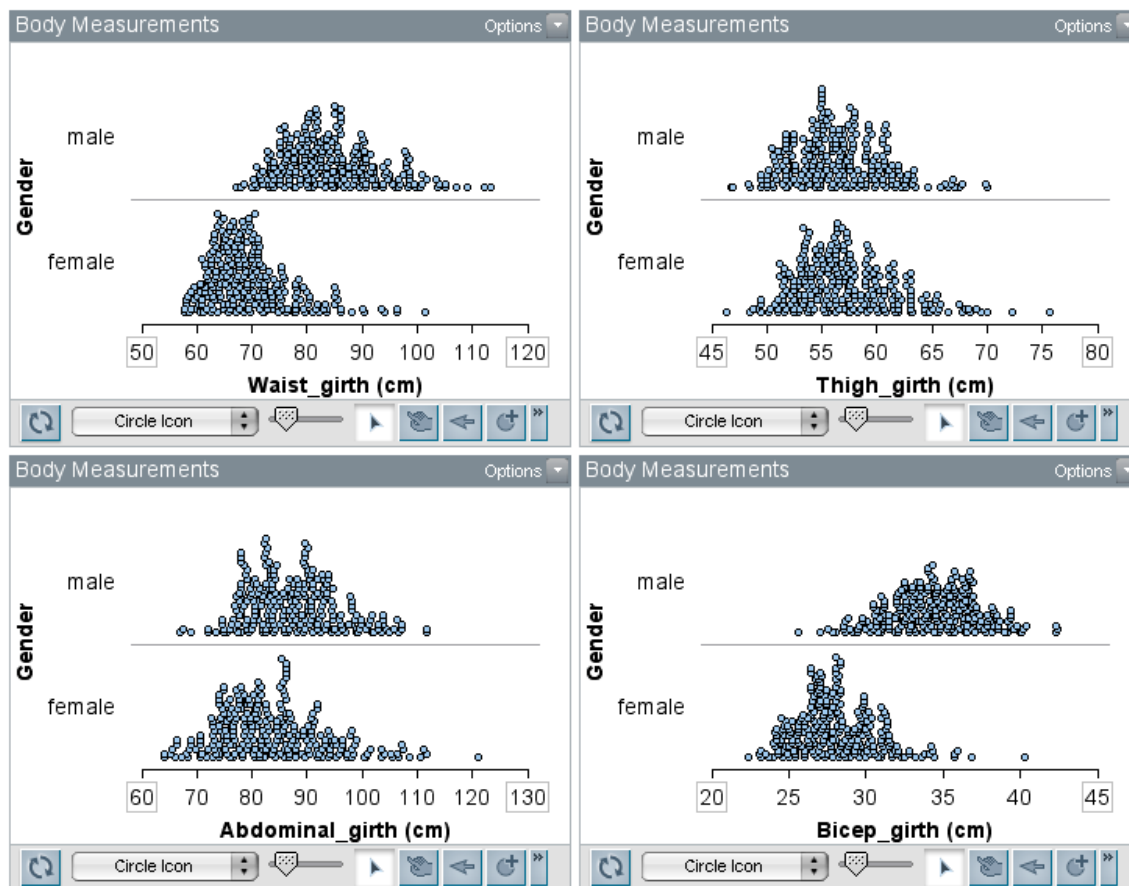 Body Measurements Options
male
female
Gender
50 60 70 80 90 100 110 120
Waist_girth (cm)
Circle Icon »
Body Measurements Options
male
female
Gender
45 50 55 60 65 70 75 80
Thigh_girth (cm)
Circle Icon »
Body Measurements Options
male
female
Gender
60 70 80 90 100 110 120 130
Abdominal_girth (cm)
Circle Icon »
Body Measurements Options
male
female
Gender
20 25 30 35 40 45
Bicep_girth (cm)
Circle Icon »